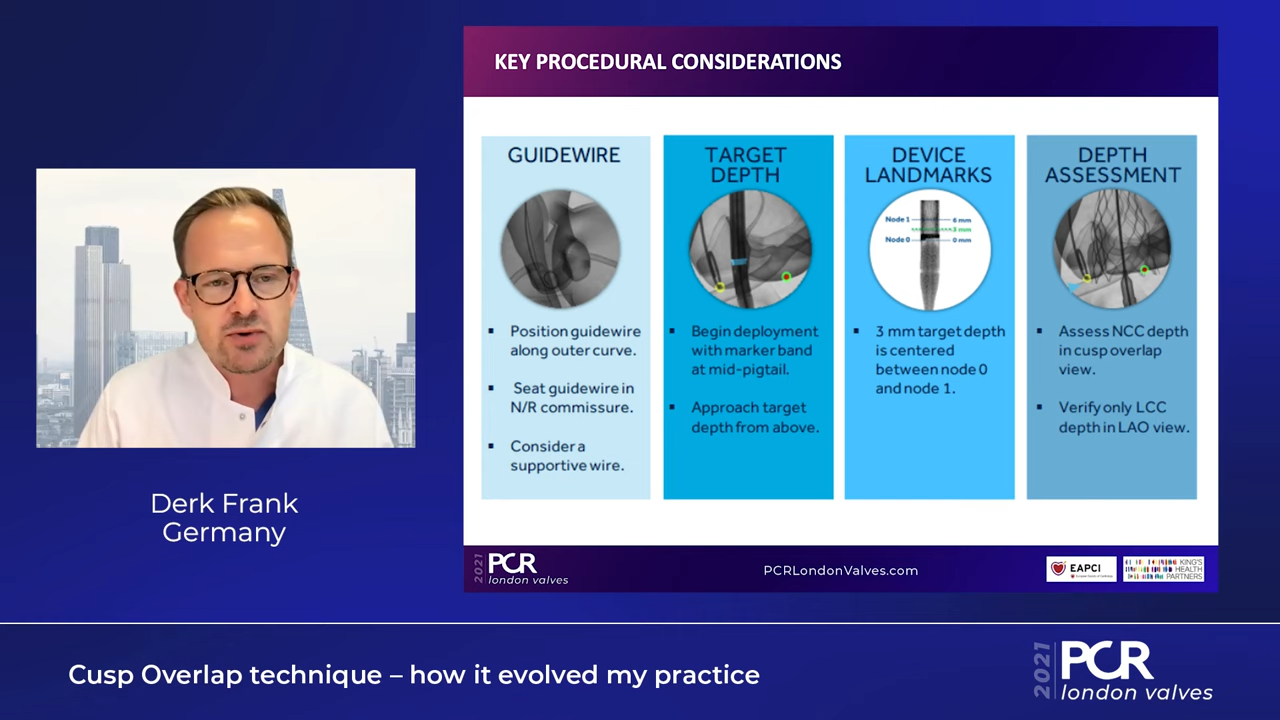 KEY PROCEDURAL CONSIDERATIONS
GUIDEWIRE
▪ Position guidewire
along outer curve.
▪ Seat guidewire in
N/R commissure.
▪ Consider a
supportive wire.
TARGET
DEPTH
▪ Begin deployment
with marker band
at mid-pigtail.
▪ Approach target
depth from above.
DEVICE
LANDMARKS
Node 1 6 mm
3 mm
Node 0 0 mm
▪ 3 mm target depth
is centered
between node 0
and node 1.
DEPTH
ASSESSMENT
▪ Assess NCC depth
in cusp overlap
view.
▪ Verify only LCC
depth in LAO view.
2021 PCR
london valves
PCRLondonValves.com
EAPCI
KING'S
HEALTH
PARTNERS
Derk Frank
Germany
Cusp Overlap technique – how it evolved my practice
2021 PCR
london valves